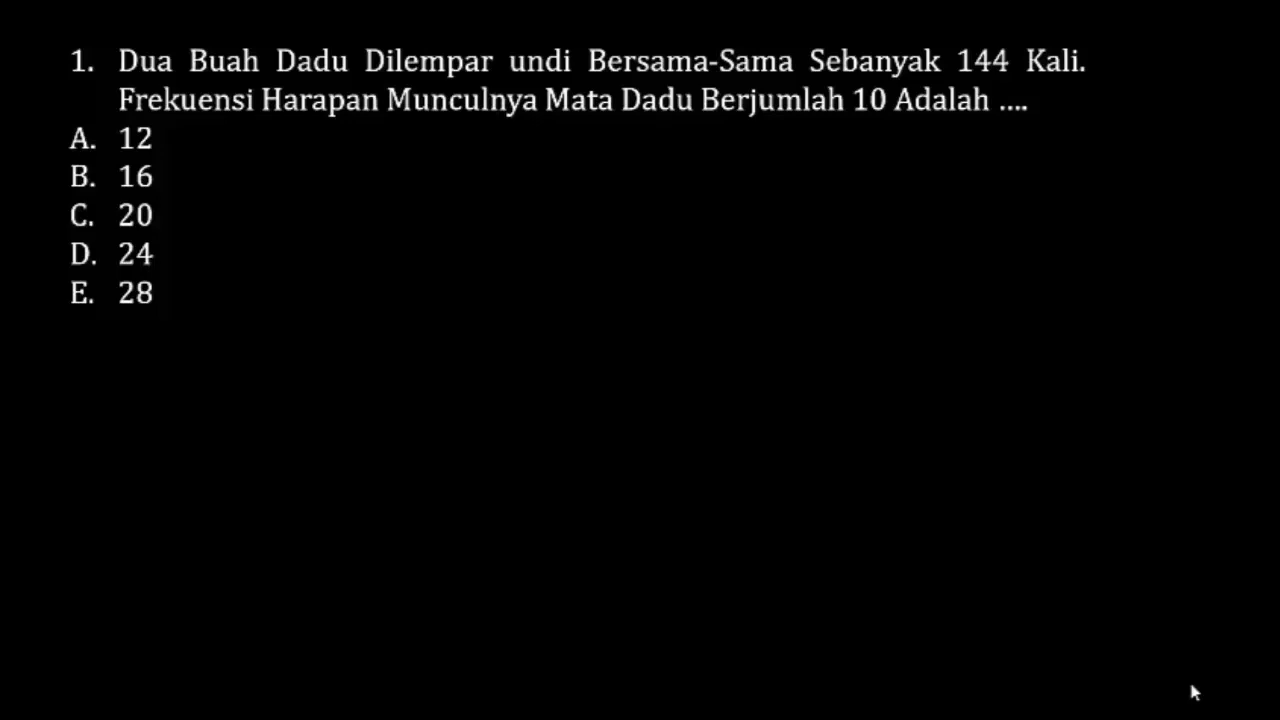 1. Dua Buah Dadu Dilempar undi Bersama-Sama Sebanyak 144 Kali.
Frekuensi Harapan Munculnya Mata Dadu Berjumlah 10 Adalah ....
A. 12
B. 16
C. 20
D. 24
E. 28